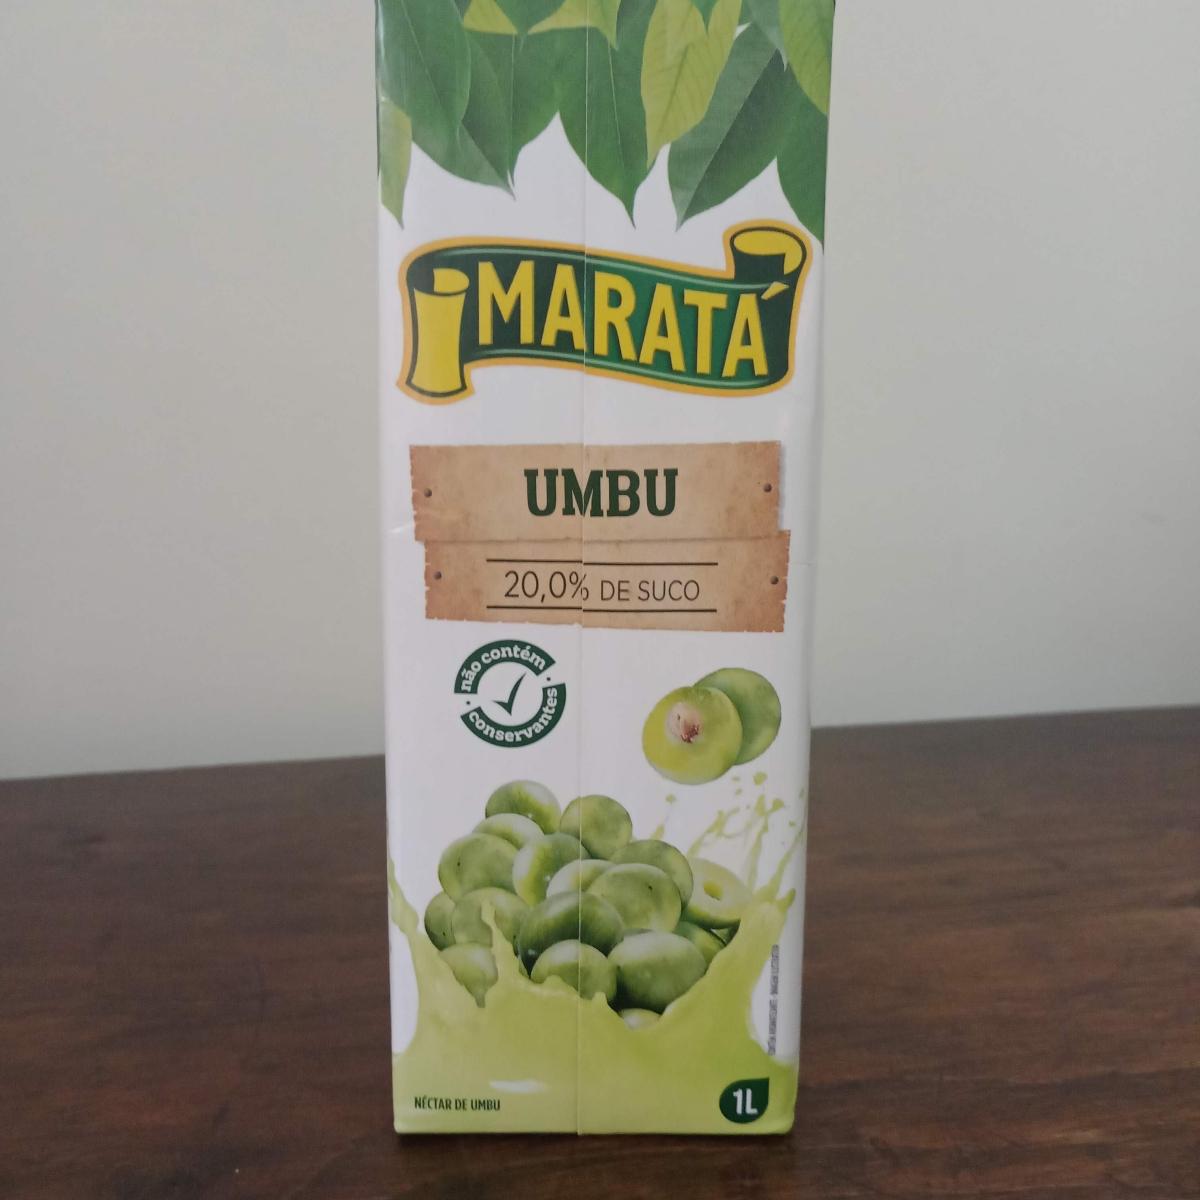 MARATÁ
UMBU
20,0% DE SUCO
não contém
conservantes
NÉCTAR DE UMBU
1L